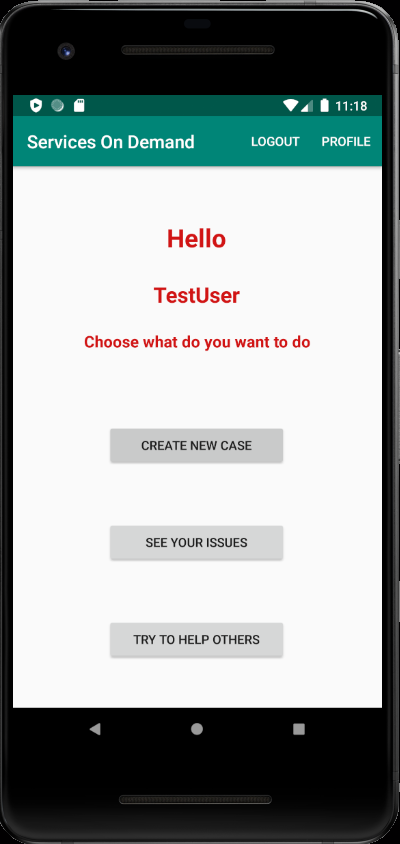 11:18
Services On Demand
LOGOUT
PROFILE
Hello
TestUser
Choose what do you want to do
CREATE NEW CASE
SEE YOUR ISSUES
TRY TO HELP OTHERS